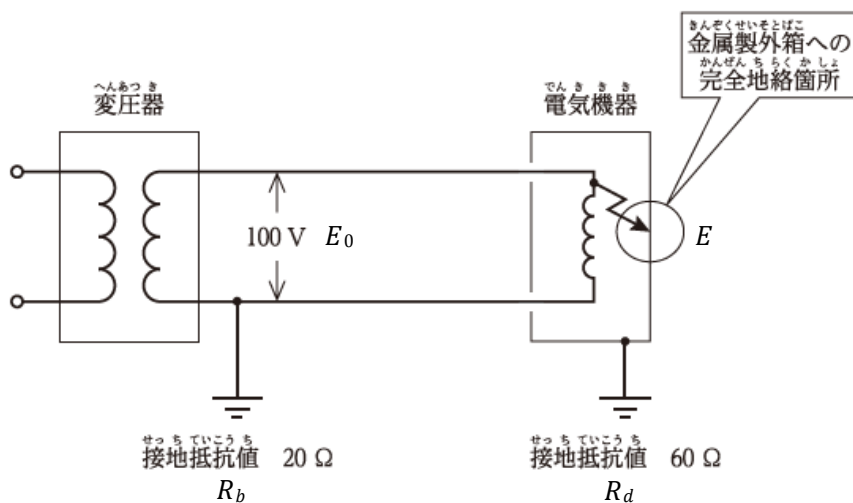 きんぞくせいそとばこ
金属製外箱への
かんぜん ち らく か しょ
完全地絡箇所
へんあつ き
変圧器
でん き き き
電気機器
100 V E₀
E
せっ ち ていこう ち
接地抵抗値 20 Ω
R_b
せっ ち ていこう ち
接地抵抗値 60 Ω
R_d